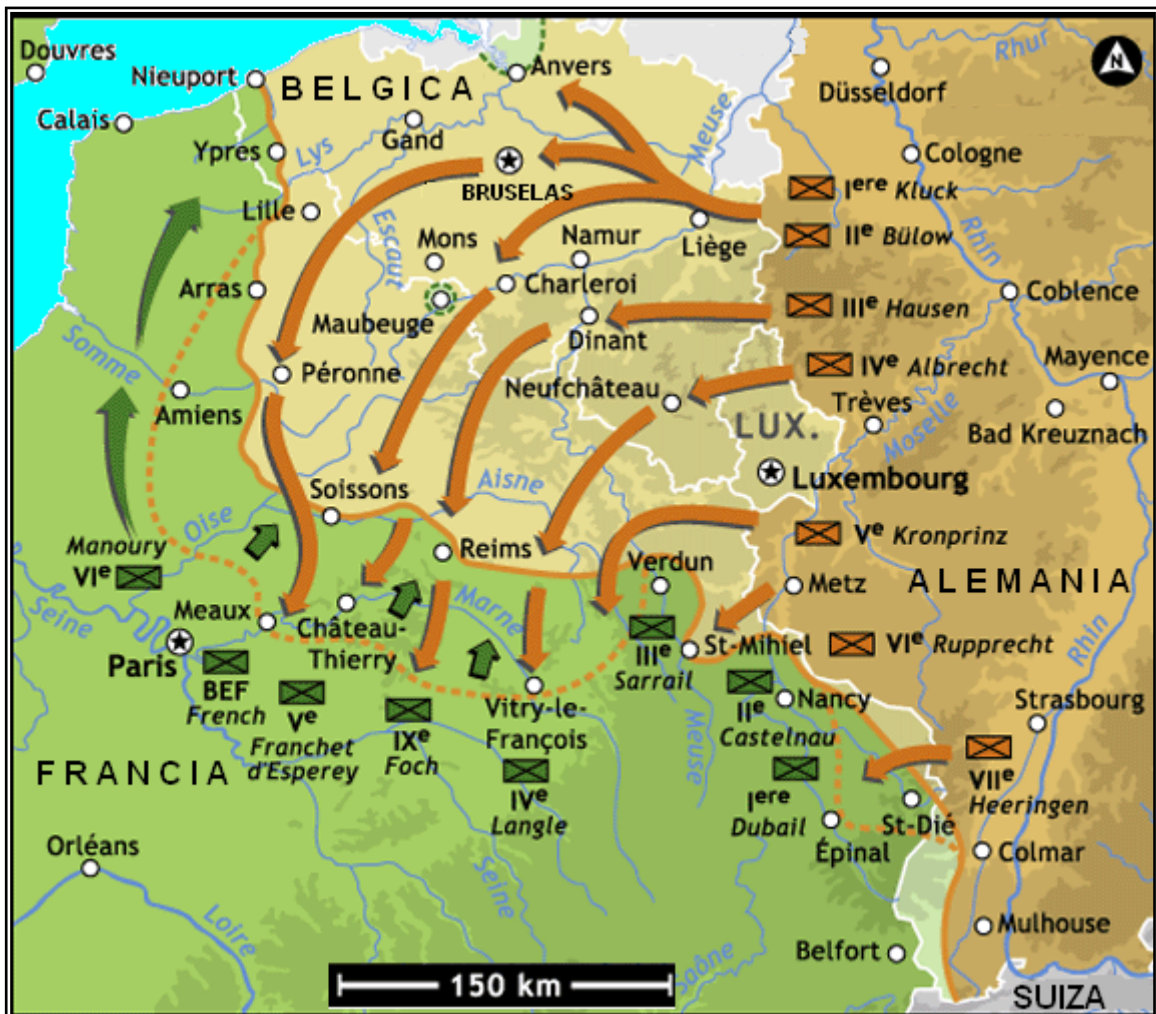 Douvres
Nieuport
Anvers
Rhur
N
BELGICA
Düsseldorf
Calais
Gand
Meuse
Ypres
Lys
Cologne
BRUSELAS
Iere Kluck
Lille
Escaut
Mons
Namur
Liège
IIe Bülow
Rhin
Arras
Charleroi
Coblence
Maubeuge
Dinant
IIIe Hausen
Somme
Péronne
Neufchâteau
IVe Albrecht
Mayence
Amiens
Trèves
LUX.
Moselle
Bad Kreuznach
Soissons
Aisne
Luxembourg
Oise
Manoury
VIe
Reims
Verdun
Ve Kronprinz
Metz
ALEMANIA
Seine
Meaux
Marne
Château-
Thierry
Paris
IIIe
Sarrail
St-Mihiel
VIe Rupprecht
Rhin
BEF
French
Ve
Franchet
d'Esperey
IXe
Foch
Vitry-le-
François
Meuse
IIe
Castelnau
Nancy
Strasbourg
FRANCIA
IVe
Langle
Iere
Dubail
VIIe
Heeringen
St-Dié
Épinal
Orléans
Colmar
Seine
Loire
Mulhouse
Belfort
Saône
150 km
SUIZA